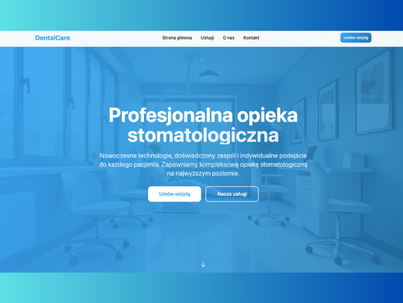 DentalCare
Strona główna
Usługi
O nas
Kontakt
Umów wizytę
Profesjonalna opieka
stomatologiczna
Nowoczesne technologie, doświadczony zespół i indywidualne podejście
do każdego pacjenta. Zapewniamy kompleksową opiekę stomatologiczną
na najwyższym poziomie.
Umów wizytę
Nasze usługi